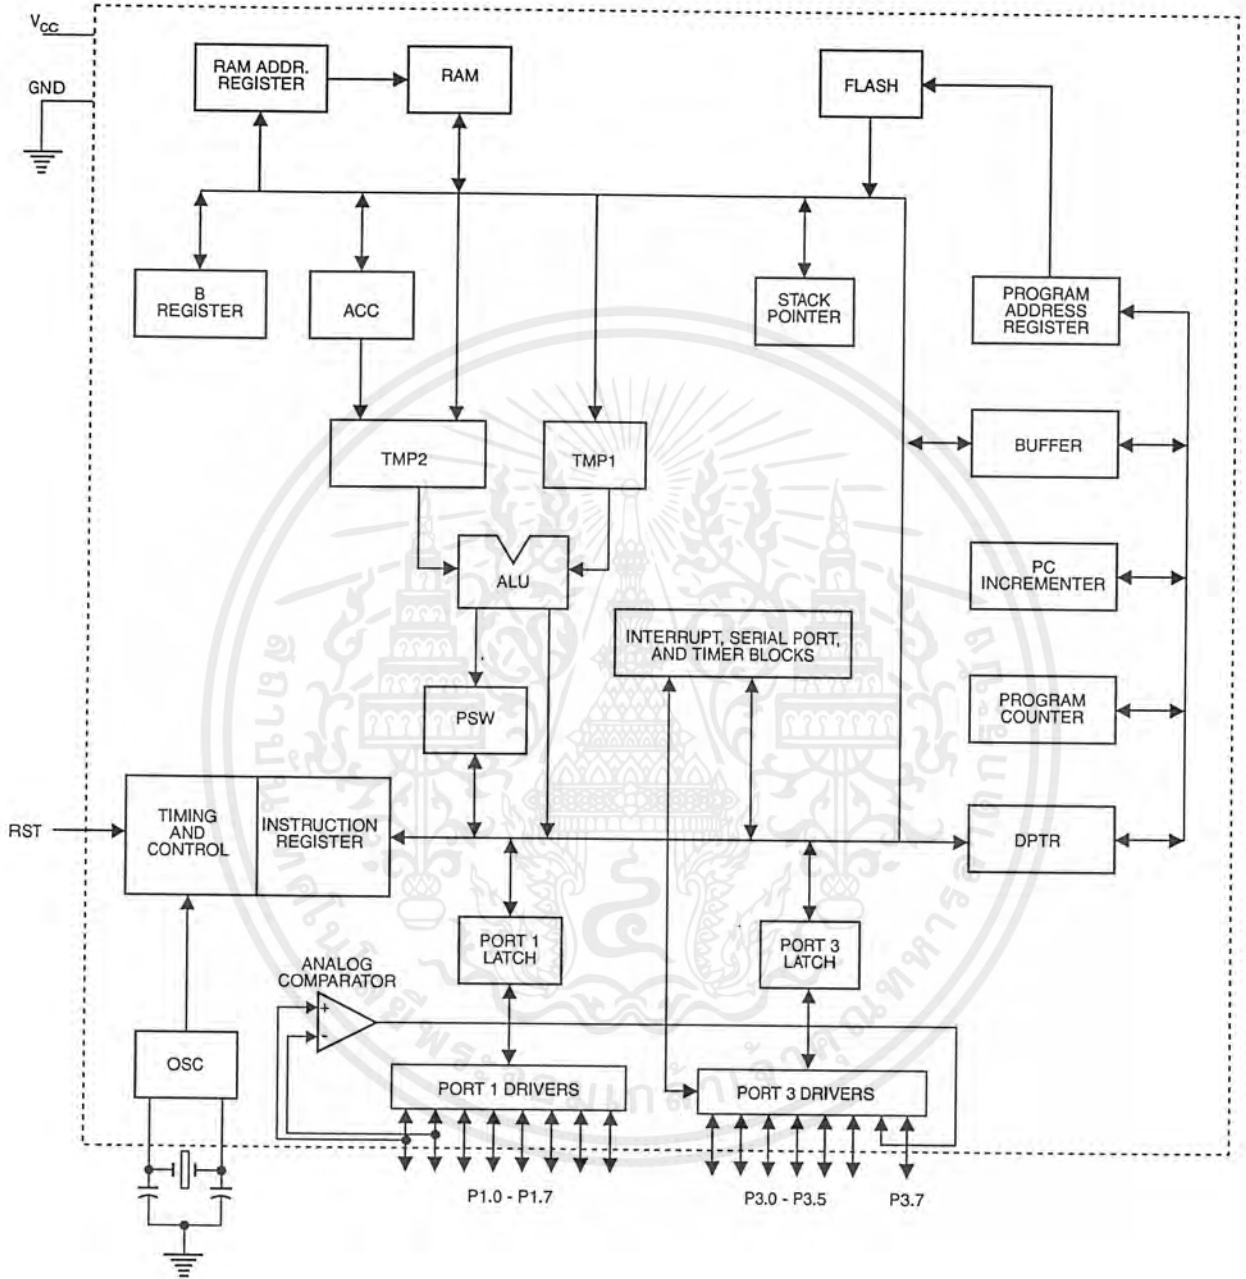 VCC
GND
RAM ADDR.
REGISTER
RAM
FLASH
B
REGISTER
ACC
STACK
POINTER
PROGRAM
ADDRESS
REGISTER
TMP2
TMP1
BUFFER
ALU
PC
INCREMENTER
INTERRUPT, SERIAL PORT,
AND TIMER BLOCKS
PSW
PROGRAM
COUNTER
RST
TIMING
AND
CONTROL
INSTRUCTION
REGISTER
DPTR
PORT 1
LATCH
PORT 3
LATCH
ANALOG
COMPARATOR
+
-
OSC
PORT 1 DRIVERS
PORT 3 DRIVERS
P1.0 - P1.7
P3.0 - P3.5
P3.7